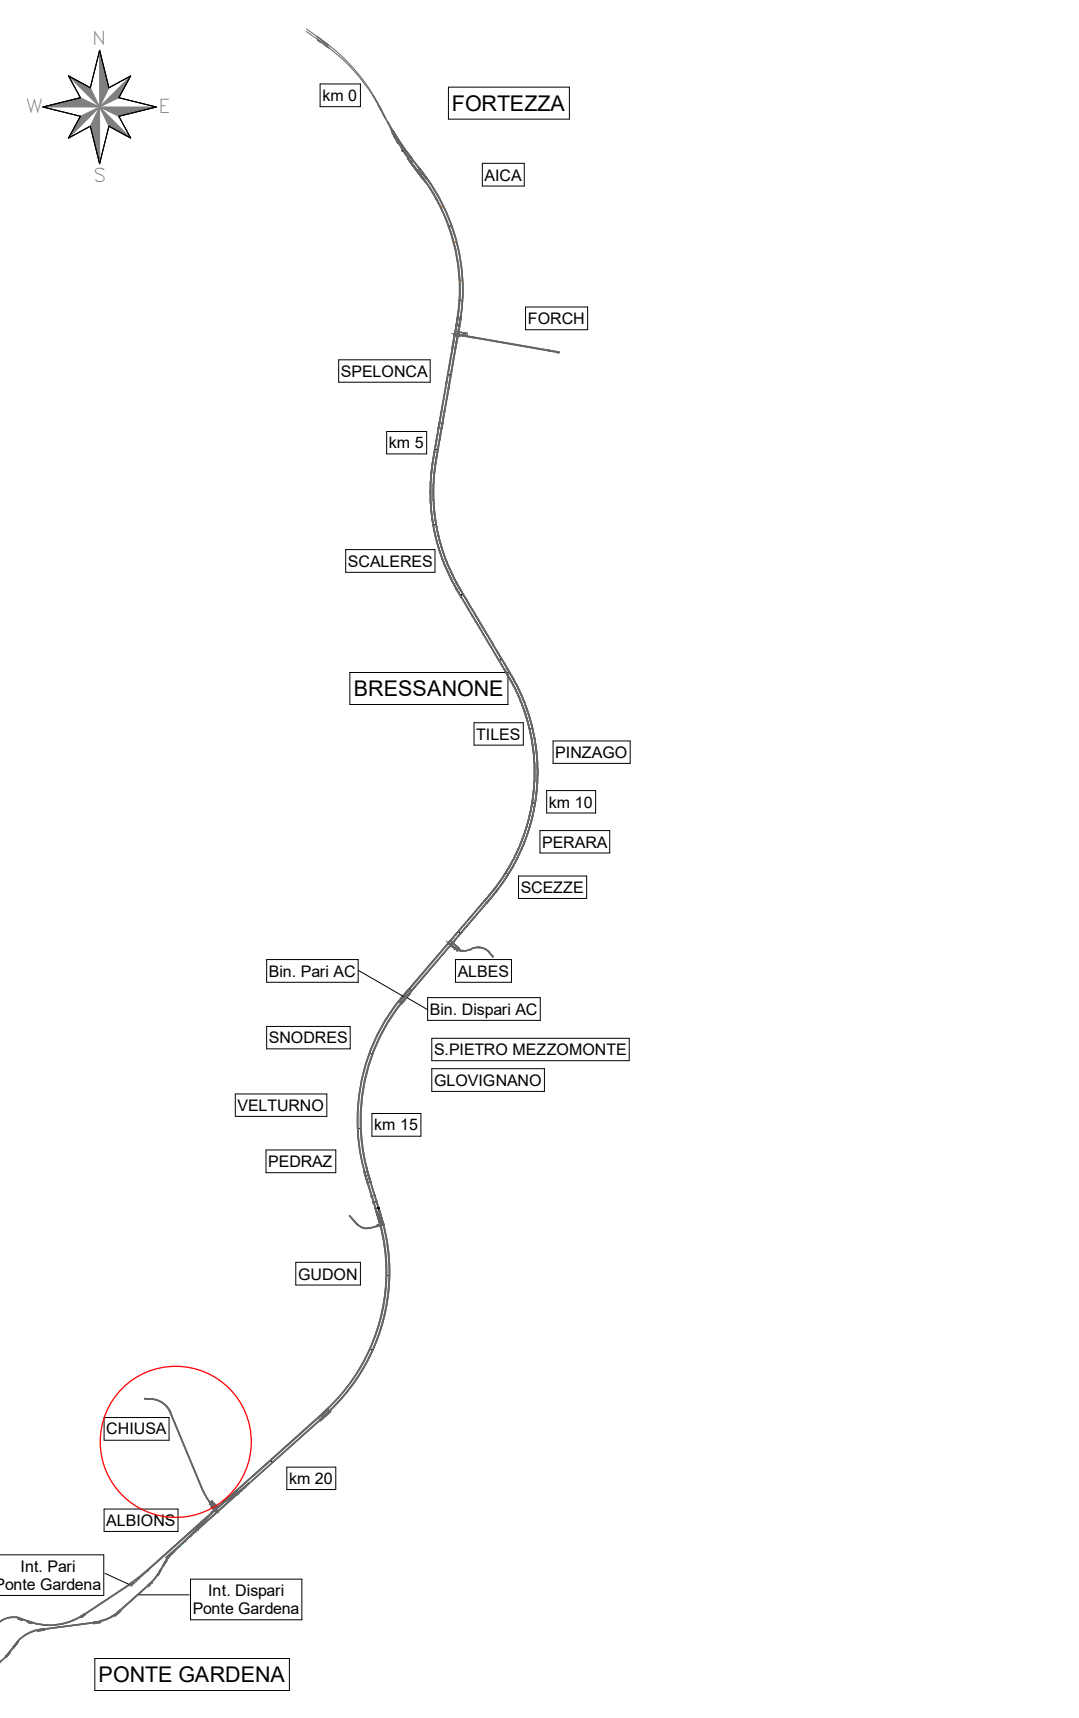 N
W
E
S
km 0
FORTEZZA
AICA
FORCH
SPELONCA
km 5
SCALERES
BRESSANONE
TILES
PINZAGO
km 10
PERARA
SCEZZE
Bin. Pari AC
ALBES
Bin. Dispari AC
SNODRES
S.PIETRO MEZZOMONTE
GLOVIGNANO
VELTURNO
km 15
PEDRAZ
GUDON
CHIUSA
km 20
ALBIONS
Int. Pari
Ponte Gardena
Int. Dispari
Ponte Gardena
PONTE GARDENA